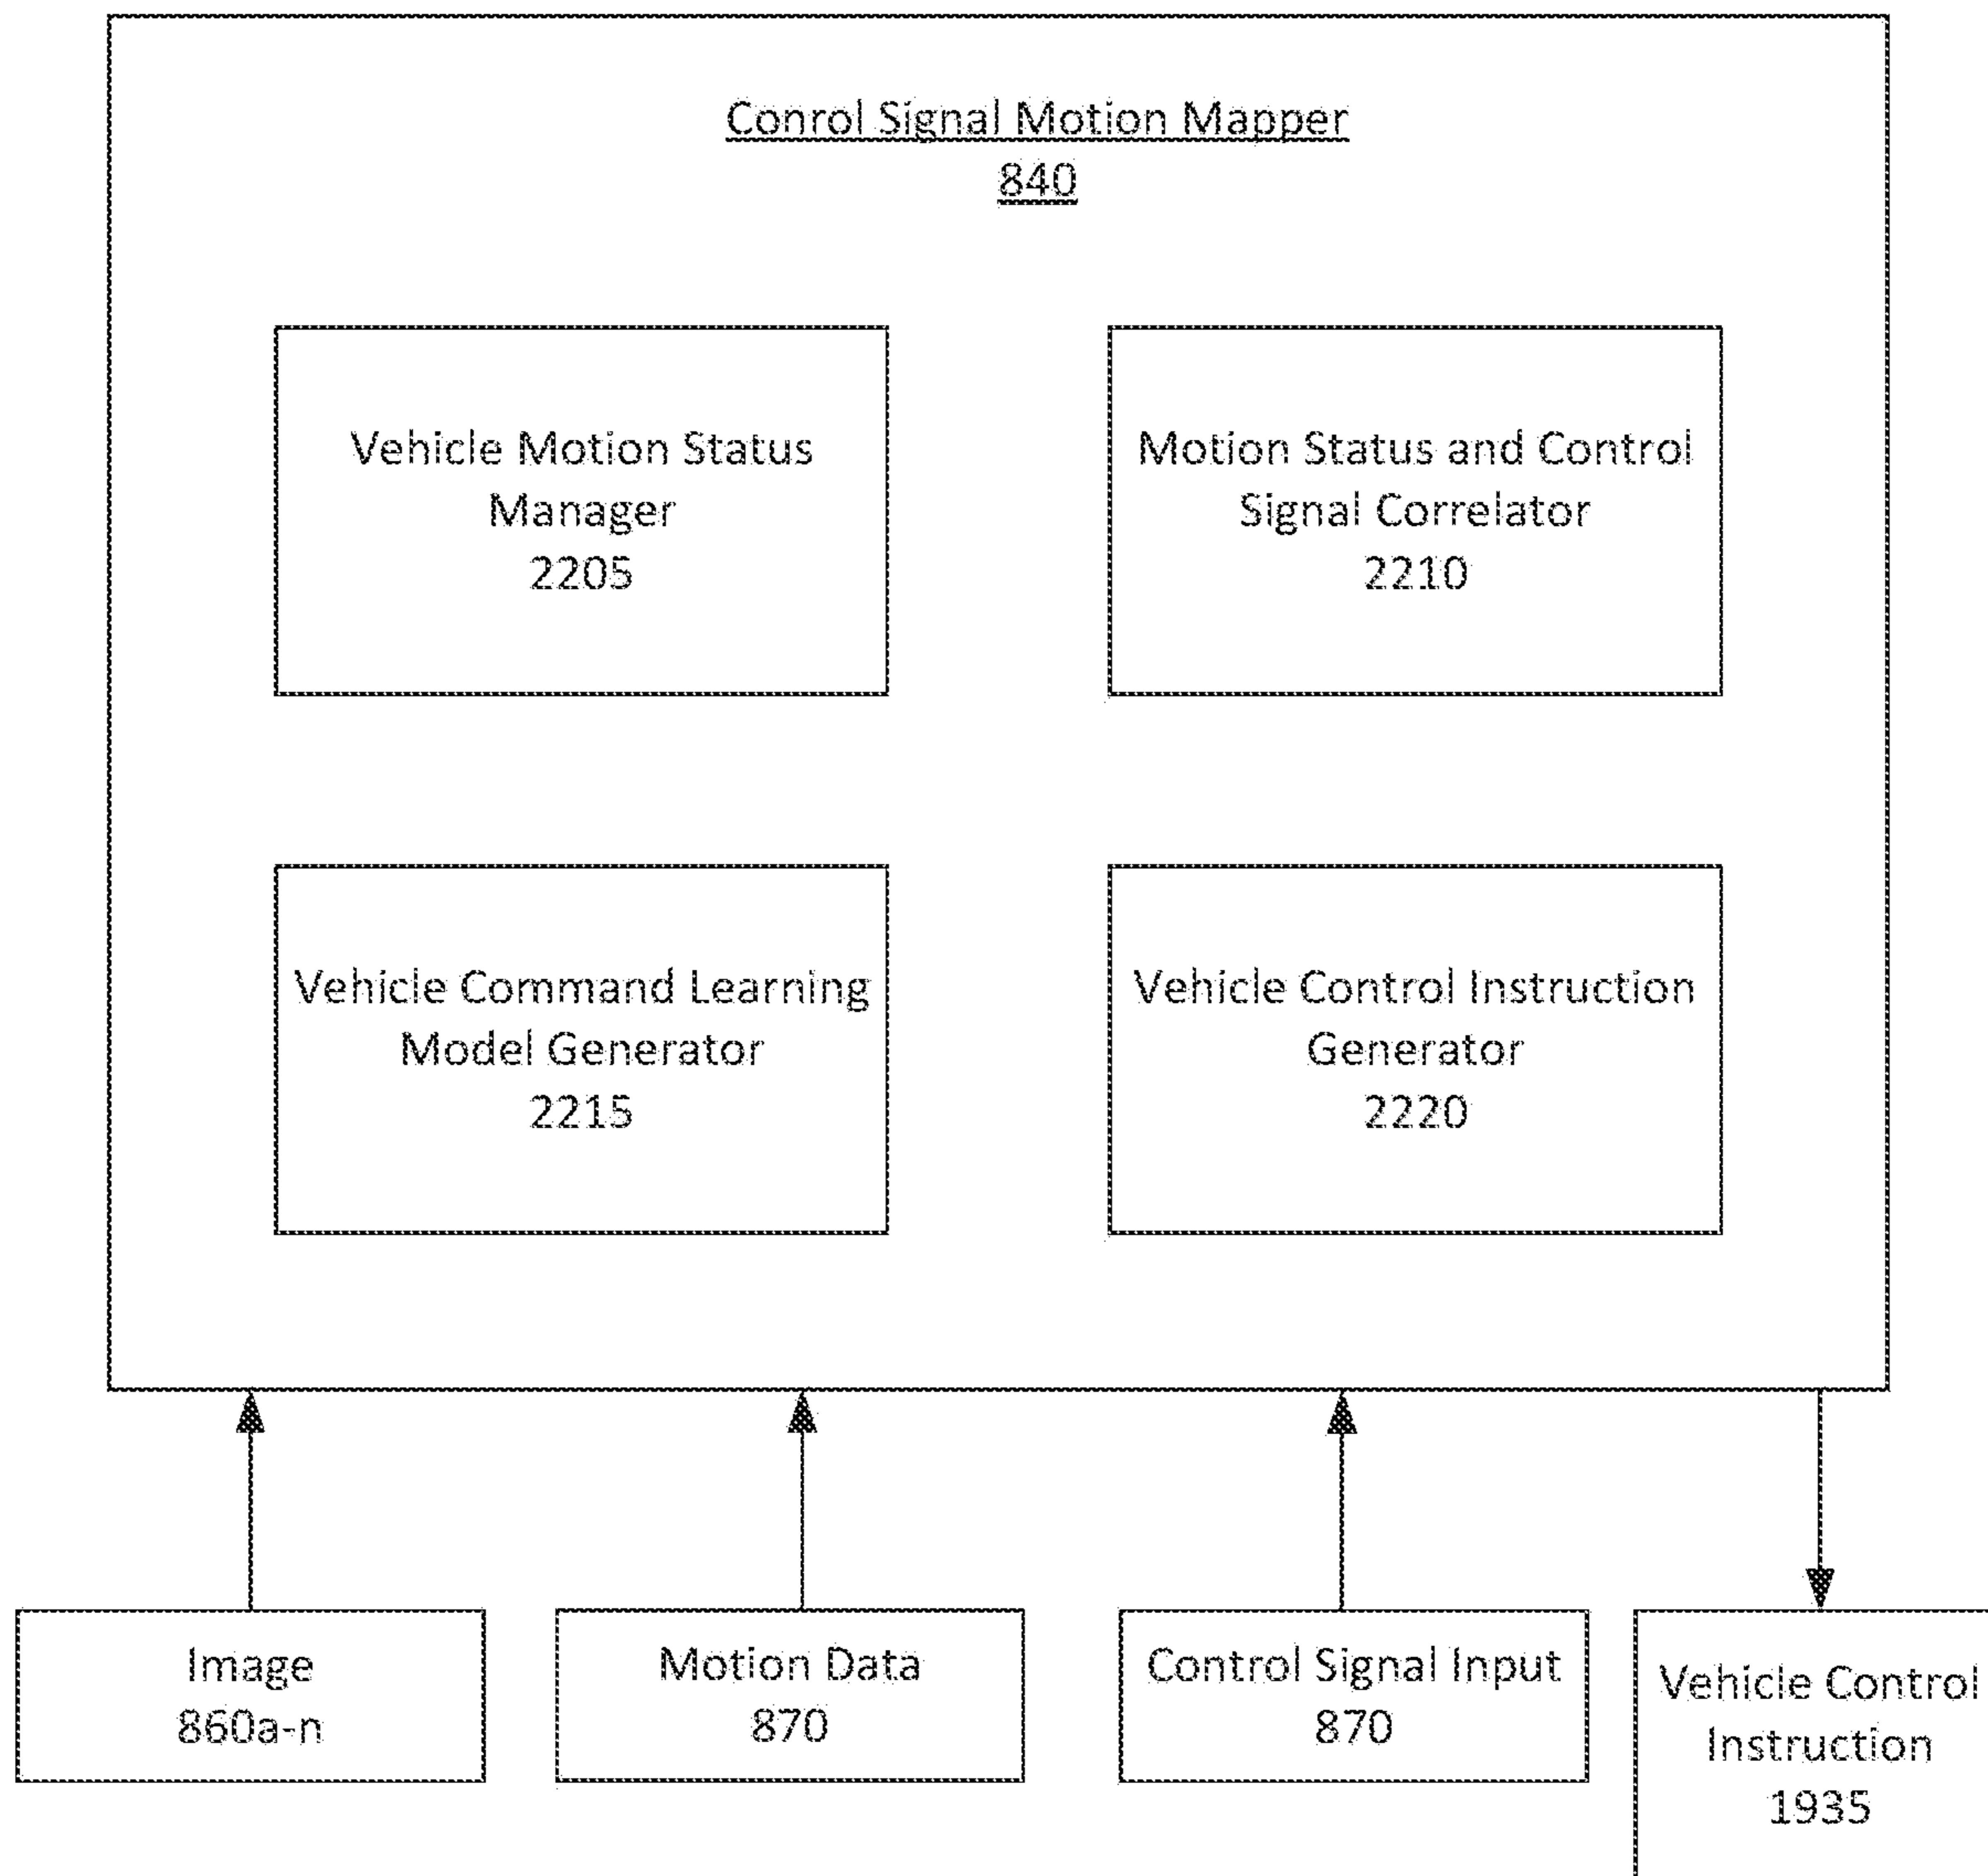 Conrol Signal Motion Mapper
840
Vehicle Motion Status
Manager
2205
Motion Status and Control
Signal Correlator
2210
Vehicle Command Learning
Model Generator
2215
Vehicle Control Instruction
Generator
2220
Image
860a-n
Motion Data
870
Control Signal Input
870
Vehicle Control
Instruction
1935